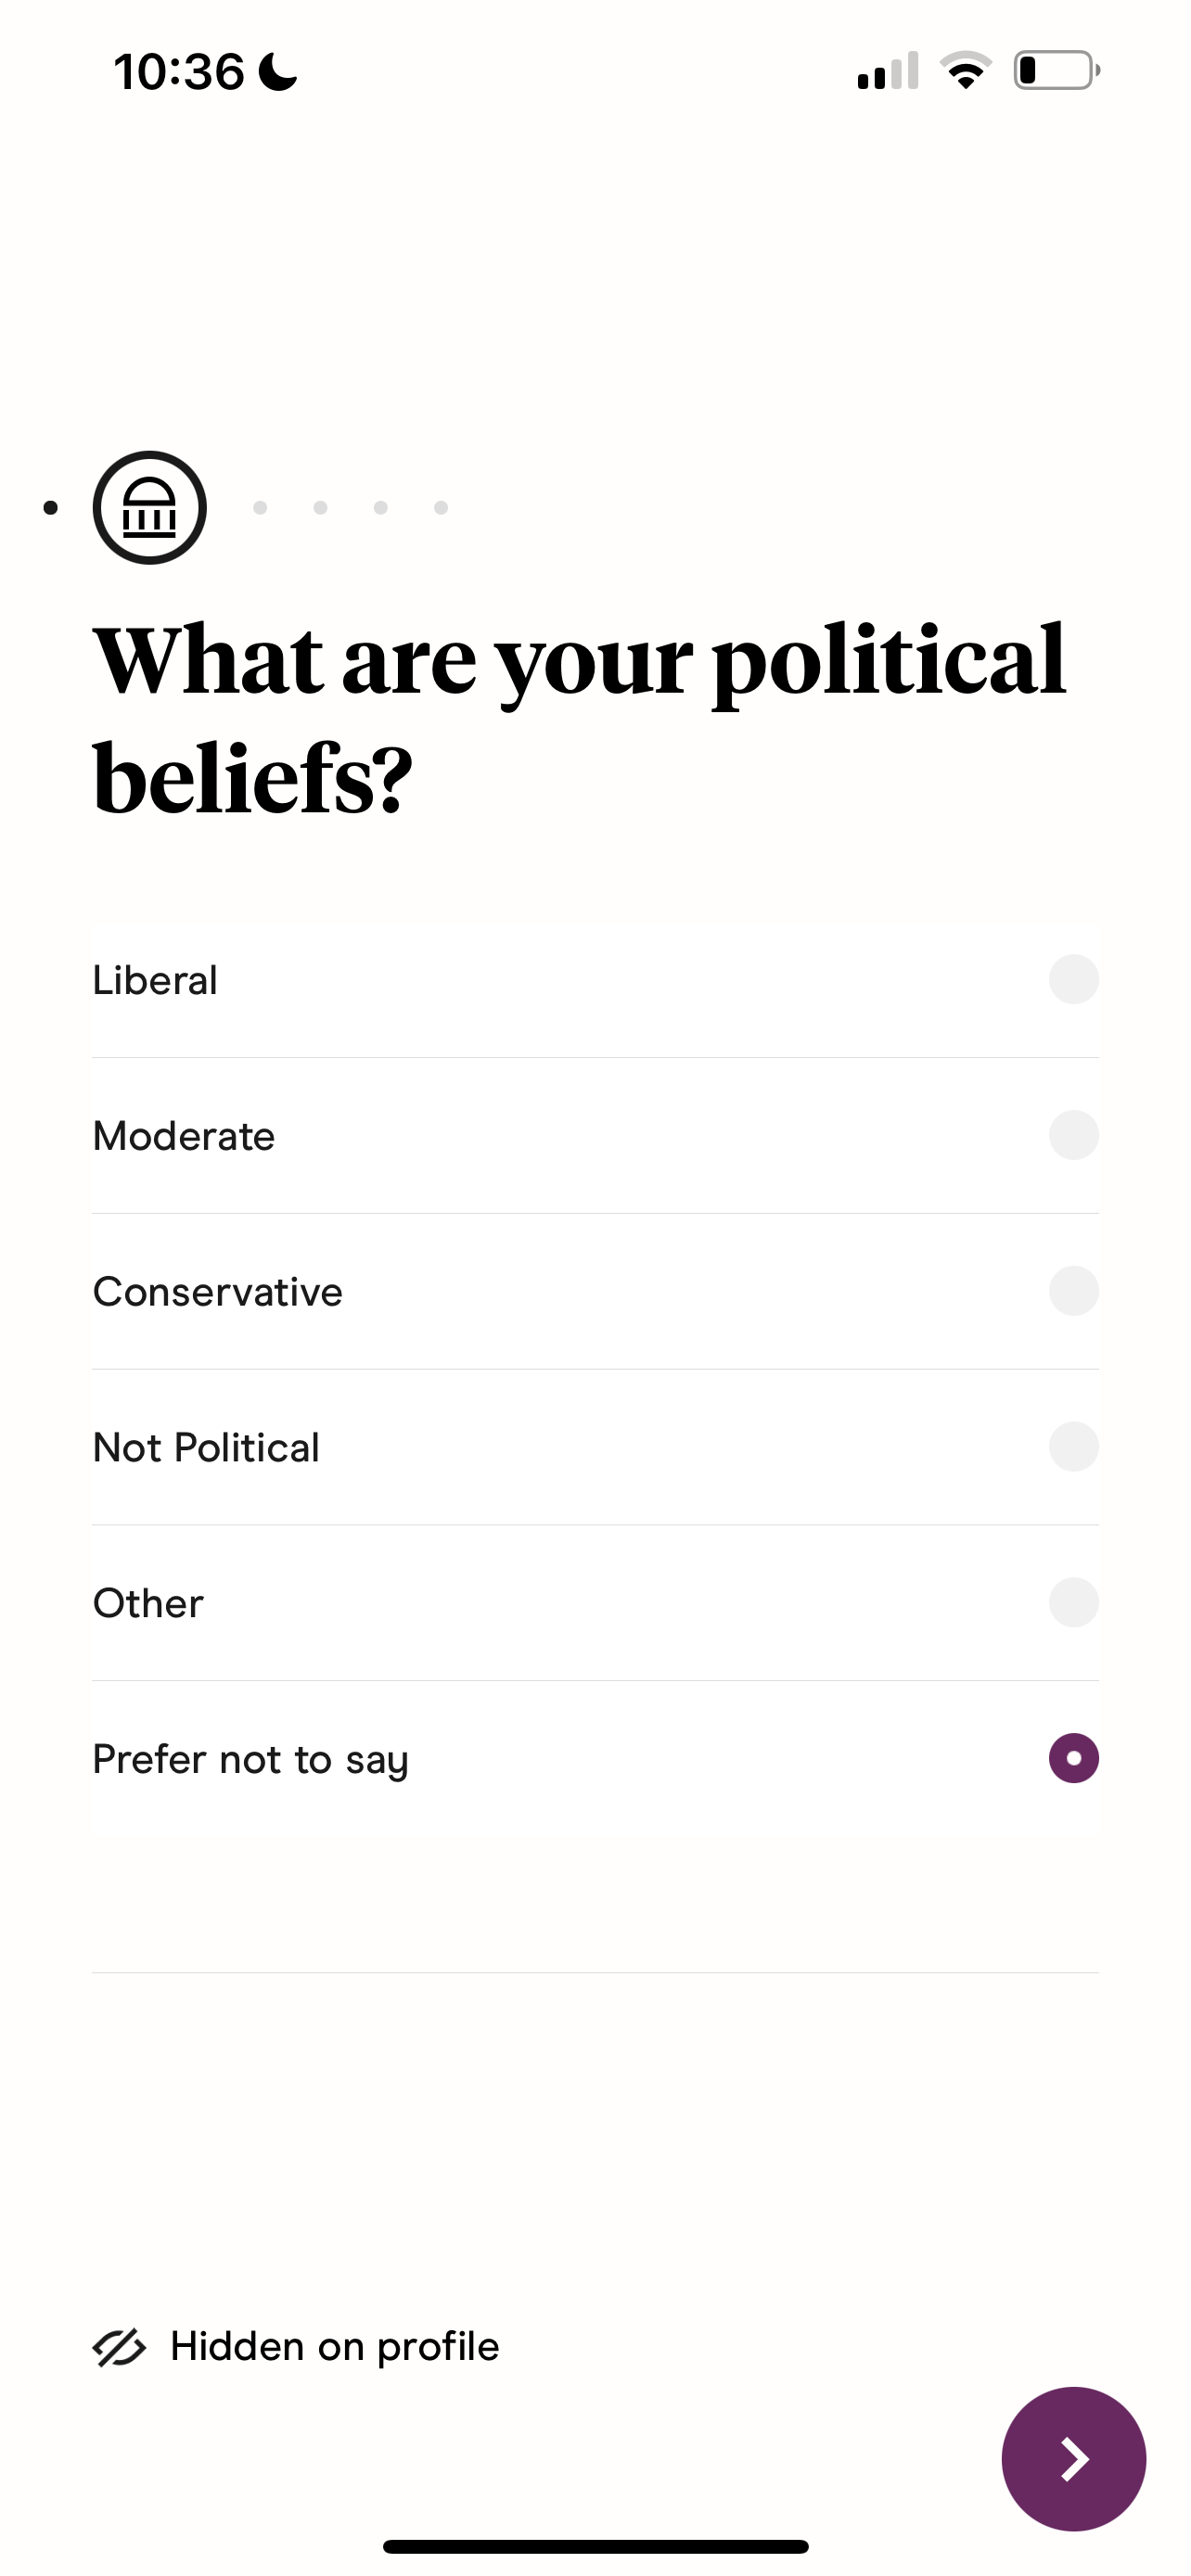 10:36
What are your political
beliefs?
Liberal
Moderate
Conservative
Not Political
Other
Prefer not to say
Hidden on profile